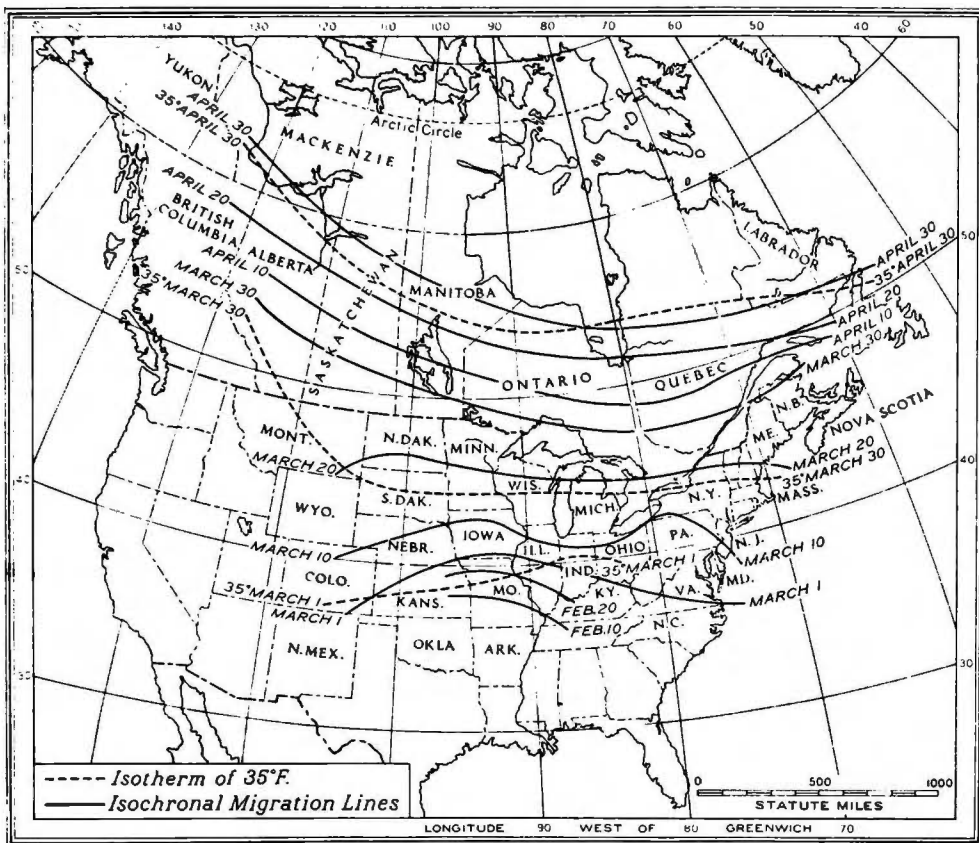 140 130 120 110 100 90 80 70 60 50 40
60
YUKON
APRIL 30
35° APRIL 30
Arctic Circle
MACKENZIE
APRIL 20
BRITISH
COLUMBIA
ALBERTA
APRIL 10
MARCH 30
35° MARCH 30
SASKATCHEWAN
MANITOBA
LABRADOR
APRIL 30
35° APRIL 30
APRIL 20
APRIL 10
MARCH 30
50
50
ONTARIO
QUEBEC
N.B.
NOVA SCOTIA
ME.
MONT.
N.DAK.
MINN.
MARCH 20
MARCH 20
35° MARCH 30
MASS.
40
40
WYO.
S.DAK.
WIS.
MICH.
N.Y.
MARCH 10
NEBR.
IOWA
ILL.
OHIO
PA.
N.J.
MARCH 10
COLO.
IND.
35° MARCH 1
MD.
35° MARCH 1
MARCH 1
KANS.
MO.
KY.
VA.
MARCH 1
FEB. 20
FEB. 10
N.C.
N.MEX.
OKLA
ARK.
30
30
Isotherm of 35°F.
Isochronal Migration Lines
0 500 1000
STATUTE MILES
LONGITUDE 90 WEST OF 80 GREENWICH 70